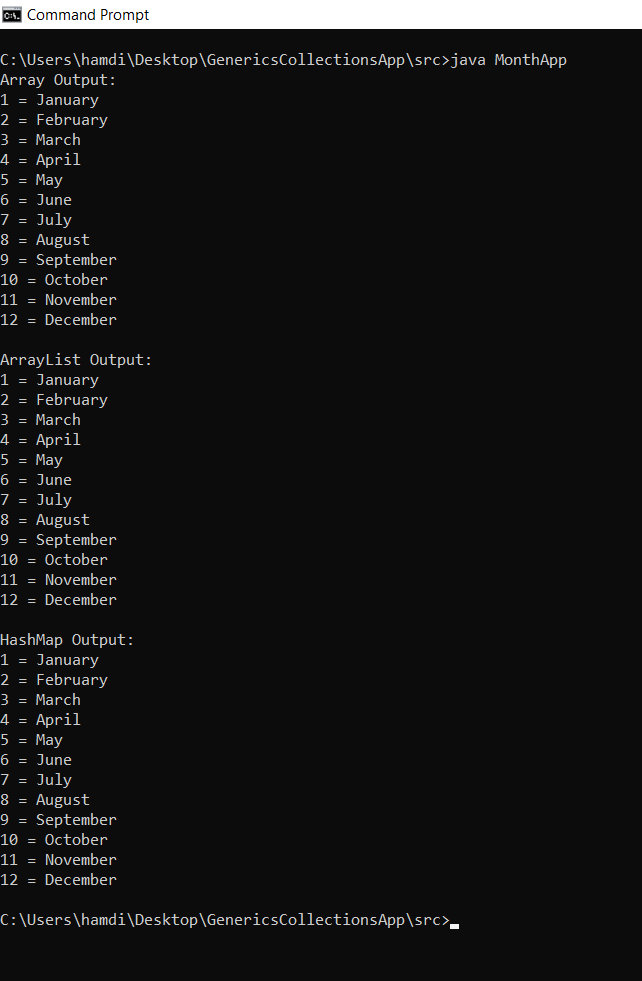 Command Prompt
C:\Users\hamdi\Desktop\GenericsCollectionsApp\src>java MonthApp
Array Output:
1 = January
2 = February
3 = March
4 = April
5 = May
6 = June
7 = July
8 = August
9 = September
10 = October
11 = November
12 = December
ArrayList Output:
1 = January
2 = February
3 = March
4 = April
5 = May
6 = June
7 = July
8 = August
9 = September
10 = October
11 = November
12 = December
HashMap Output:
1 = January
2 = February
3 = March
4 = April
5 = May
6 = June
7 = July
8 = August
9 = September
10 = October
11 = November
12 = December
C:\Users\hamdi\Desktop\GenericsCollectionsApp\src>